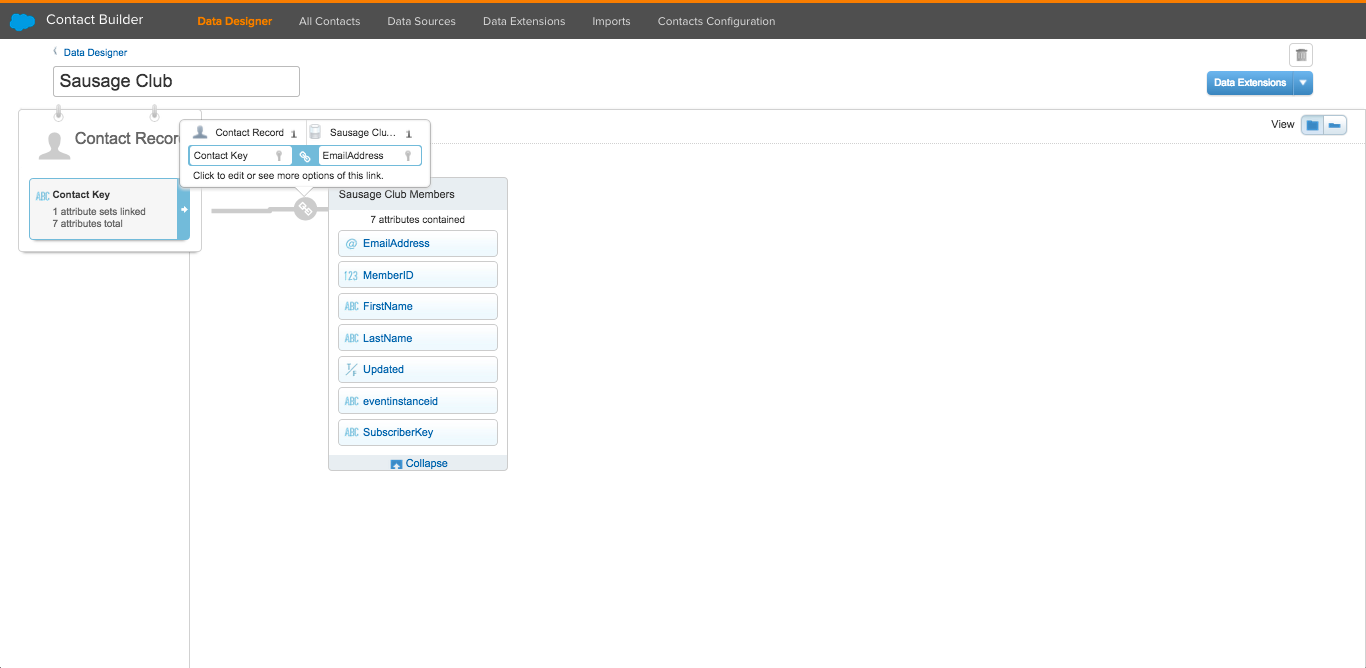 Contact Builder
Data Designer
All Contacts
Data Sources
Data Extensions
Imports
Contacts Configuration
Data Designer
Sausage Club
Data Extensions
View
Contact Record
1
Sausage Clu...
1
Contact Key
EmailAddress
Click to edit or see more options of this link.
Contact Recor
ABC Contact Key
1 attribute sets linked
7 attributes total
Sausage Club Members
7 attributes contained
@ EmailAddress
123 MemberID
ABC FirstName
ABC LastName
T/F Updated
ABC eventinstanceid
ABC SubscriberKey
Collapse